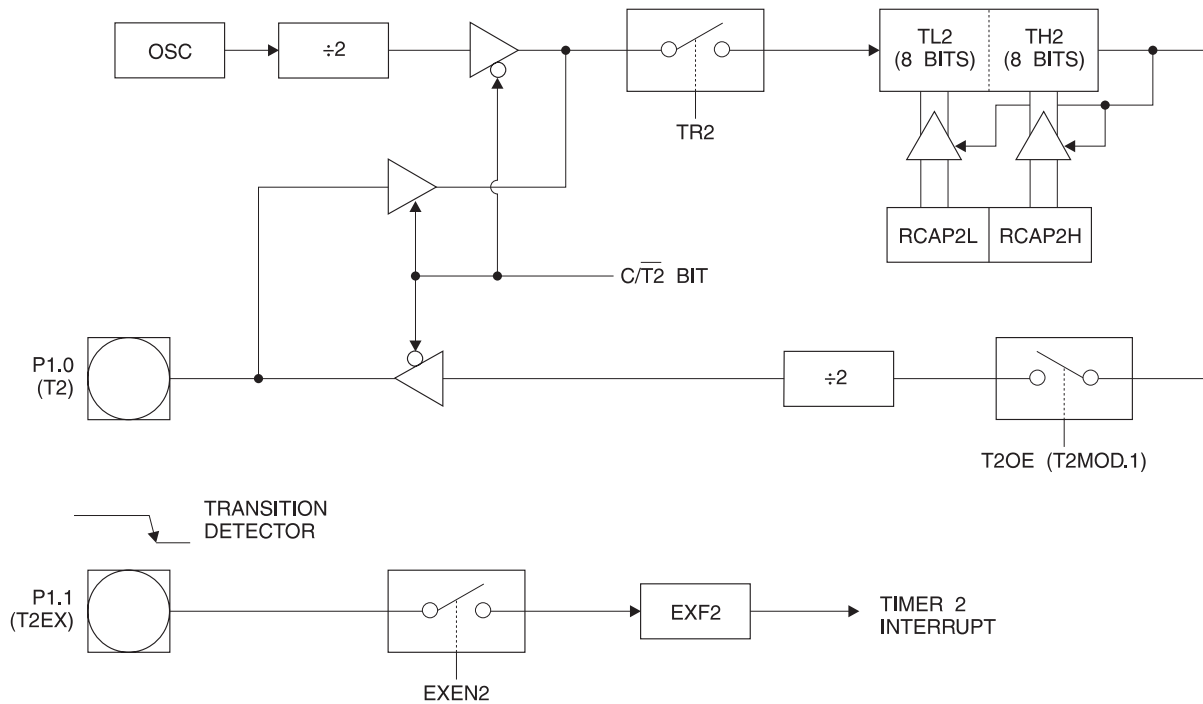 OSC
÷2
TR2
TL2
(8 BITS)
TH2
(8 BITS)
RCAP2L
RCAP2H
C/T2 BIT
P1.0
(T2)
÷2
T2OE (T2MOD.1)
TRANSITION
DETECTOR
P1.1
(T2EX)
EXEN2
EXF2
TIMER 2
INTERRUPT